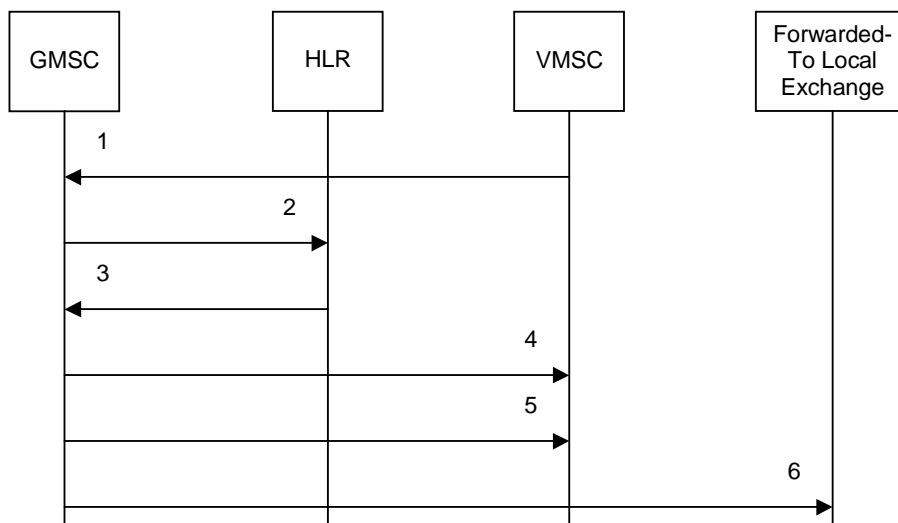 GMSC
HLR
VMSC
Forwarded-
To Local
Exchange
1
2
3
4
5
6